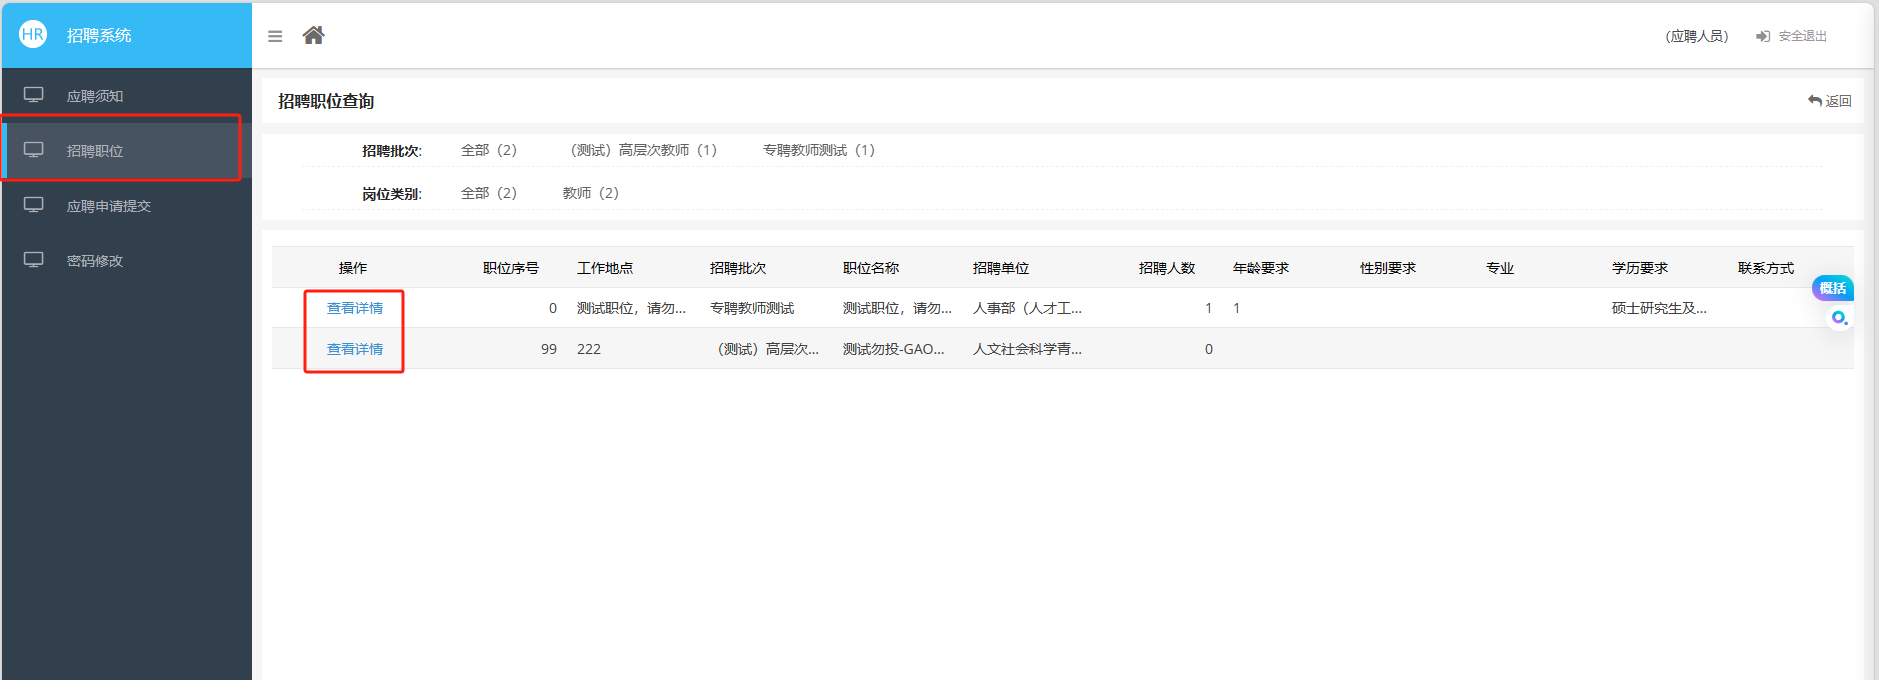 HR 招聘系统
(应聘人员) 安全退出
应聘须知
招聘职位
应聘申请提交
密码修改
招聘职位查询 返回
招聘批次: 全部（2） （测试）高层次教师（1） 专聘教师测试（1）
岗位类别: 全部（2） 教师（2）
操作 职位序号 工作地点 招聘批次 职位名称 招聘单位 招聘人数 年龄要求 性别要求 专业 学历要求 联系方式
查看详情 0 测试职位，请勿... 专聘教师测试 测试职位，请勿... 人事部（人才工... 1 1 硕士研究生及...
查看详情 99 222 （测试）高层次... 测试勿投-GAO... 人文社会科学青... 0
概括